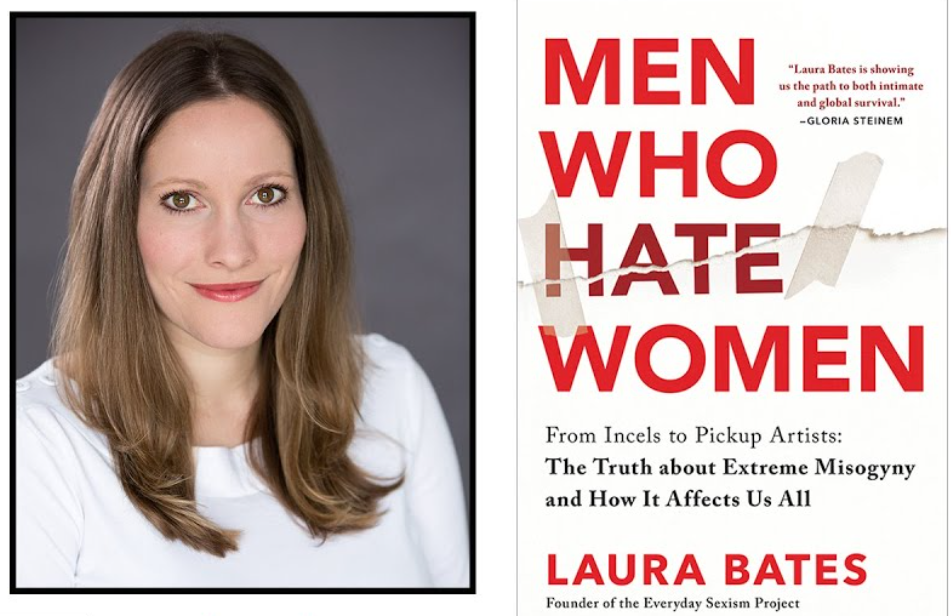 MEN
WHO
HATE
WOMEN
“Laura Bates is showing
us the path to both intimate
and global survival.”
–GLORIA STEINEM
From Incels to Pickup Artists:
The Truth about Extreme Misogyny
and How It Affects Us All
LAURA BATES
Founder of the Everyday Sexism Project